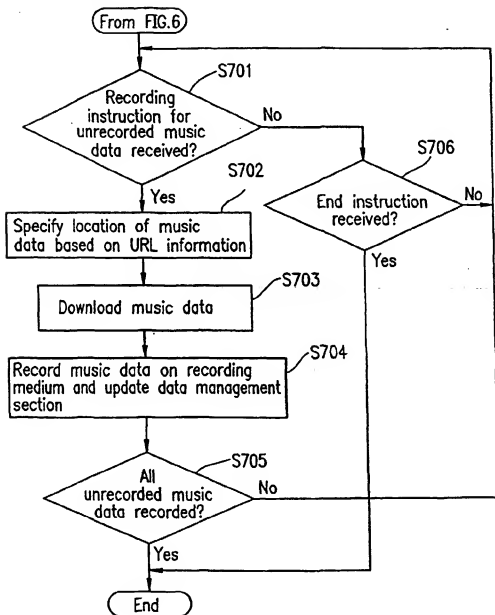 From FIG.6
S701
Recording
instruction for
unrecorded music
data received?
No
Yes
S702
S706
End instruction
received?
No
Yes
Specify location of music
data based on URL information
S703
Download music data
S704
Record music data on recording
medium and update data management
section
S705
All
unrecorded music
data recorded?
No
Yes
End